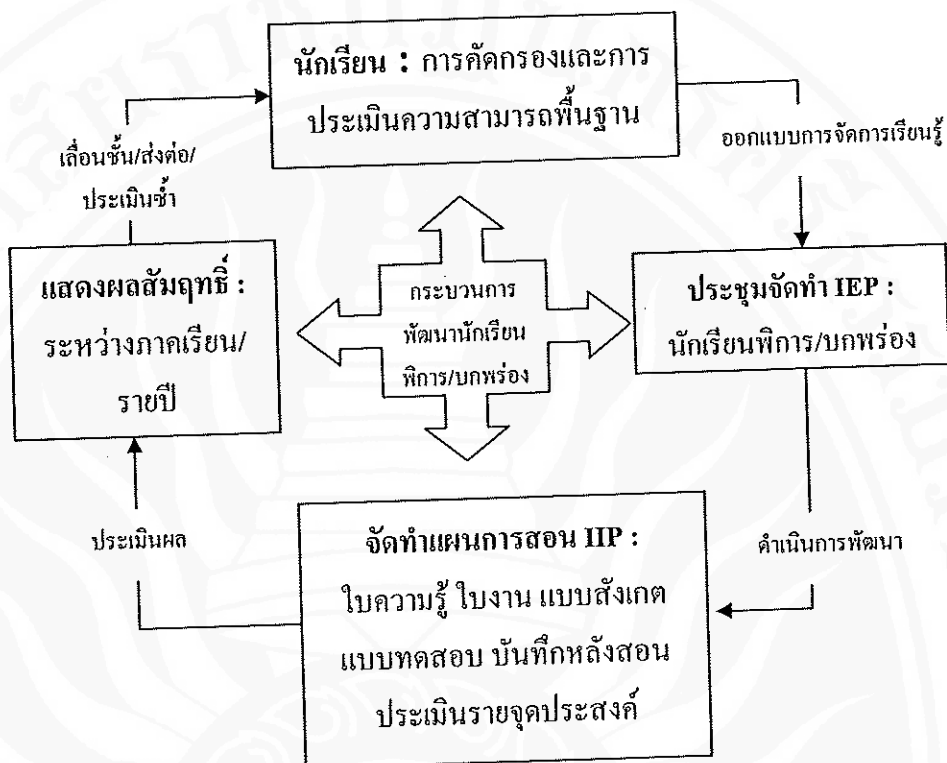 นักเรียน : การคัดกรองและการ
ประเมินความสามารถพื้นฐาน
ออกแบบการจัดการเรียนรู้
เลื่อนชั้น/ส่งต่อ/
ประเมินซ้ำ
ประชุมจัดทำ IEP :
นักเรียนพิการ/บกพร่อง
แสดงผลสัมฤทธิ์ :
ระหว่างภาคเรียน/
รายปี
กระบวนการ
พัฒนานักเรียน
พิการ/บกพร่อง
ดำเนินการพัฒนา
จัดทำแผนการสอน IIP :
ใบความรู้ ใบงาน แบบสังเกต
แบบทดสอบ บันทึกหลังสอน
ประเมินรายจุดประสงค์
ประเมินผล